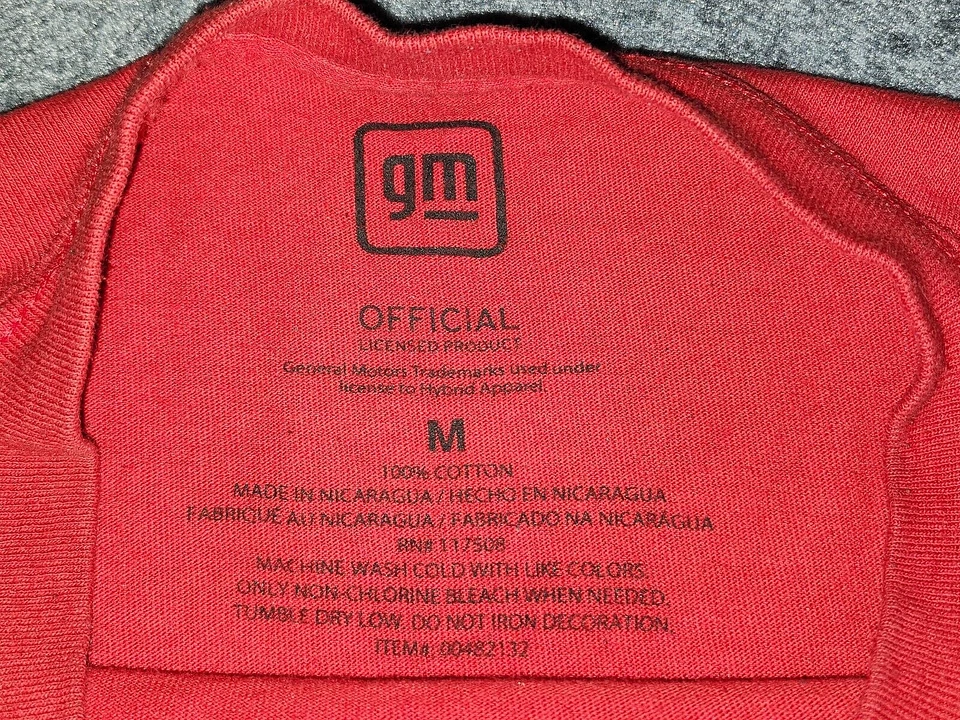 gm
OFFICIAL
LICENSED PRODUCT
General Motors Trademarks used under
license to Hybrid Apparel.
M
100% COTTON
MADE IN NICARAGUA / HECHO EN NICARAGUA
FABRIQUE AU NICARAGUA / FABRICADO NA NICARAGUA
RN# 117508
MACHINE WASH COLD WITH LIKE COLORS.
ONLY NON-CHLORINE BLEACH WHEN NEEDED.
TUMBLE DRY LOW. DO NOT IRON DECORATION.
ITEM#: 00482132